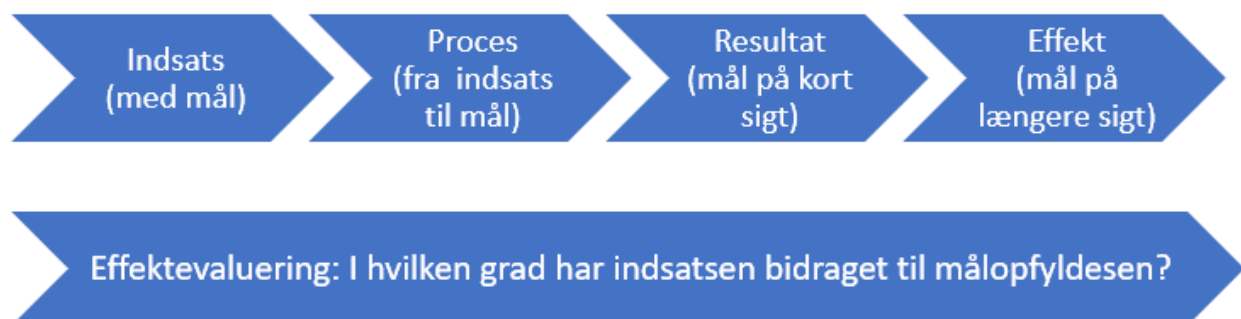 Indsats
(med mål)
Proces
(fra indsats
til mål)
Resultat
(mål på kort
sigt)
Effekt
(mål på
længere sigt)
Effektevaluering: I hvilken grad har indsatsen bidraget til målopfyldesen?